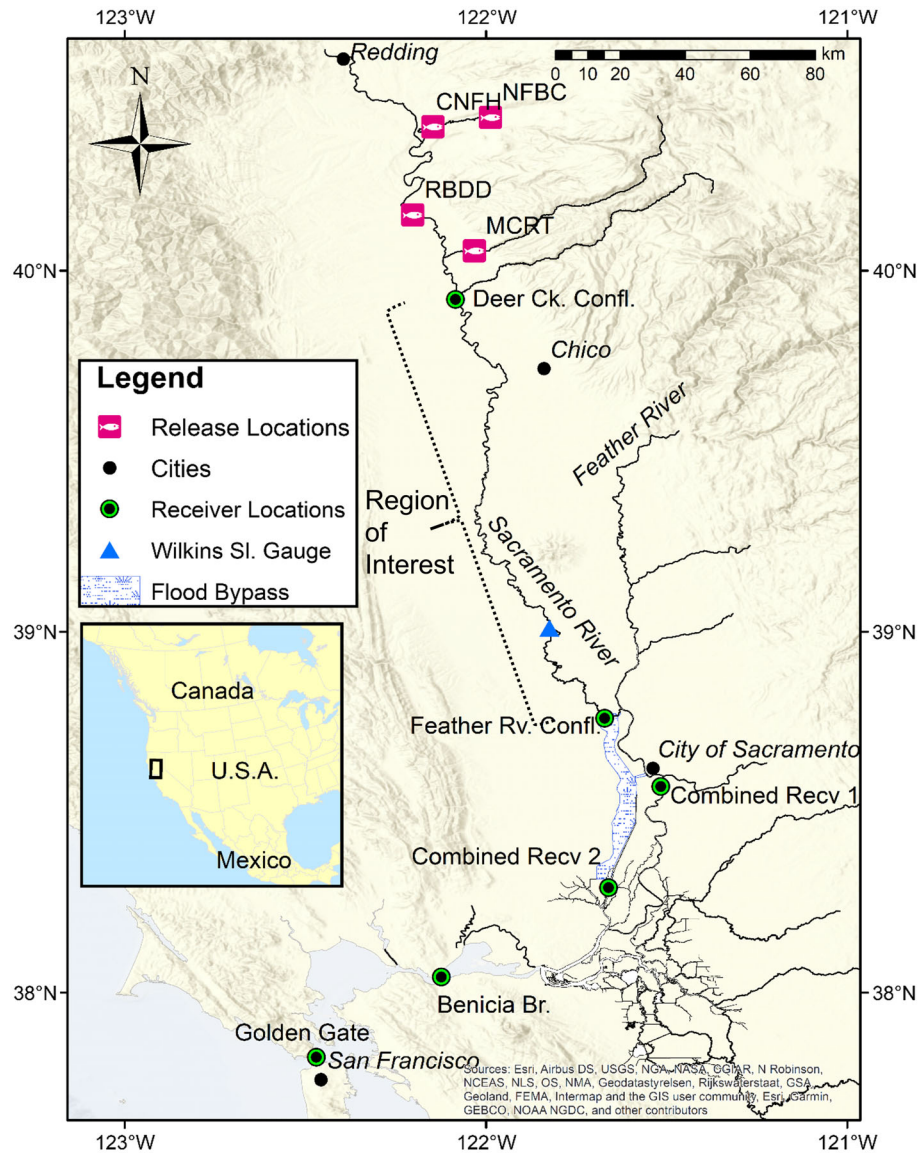 123°W
122°W
121°W
Redding
km
0 10 20 40 60 80
N
CNFH
NFBC
RBDD
MCRT
40°N
40°N
Deer Ck. Confl.
Chico
Legend
Release Locations
Cities
Receiver Locations
Wilkins Sl. Gauge
Flood Bypass
Feather River
Region
of
Interest
Sacramento River
39°N
39°N
Canada
U.S.A.
Mexico
Feather Rv. Confl.
City of Sacramento
Combined Recv 1
Combined Recv 2
38°N
38°N
Benicia Br.
Golden Gate
San Francisco
Sources: Esri, Airbus DS, USGS, NGA, NASA, CGIAR, N Robinson,
NCEAS, NLS, OS, NMA, Geodatastyrelsen, Rijkswaterstaat, GSA,
Geoland, FEMA, Intermap and the GIS user community, Esri, Garmin,
GEBCO, NOAA NGDC, and other contributors
123°W
122°W
121°W